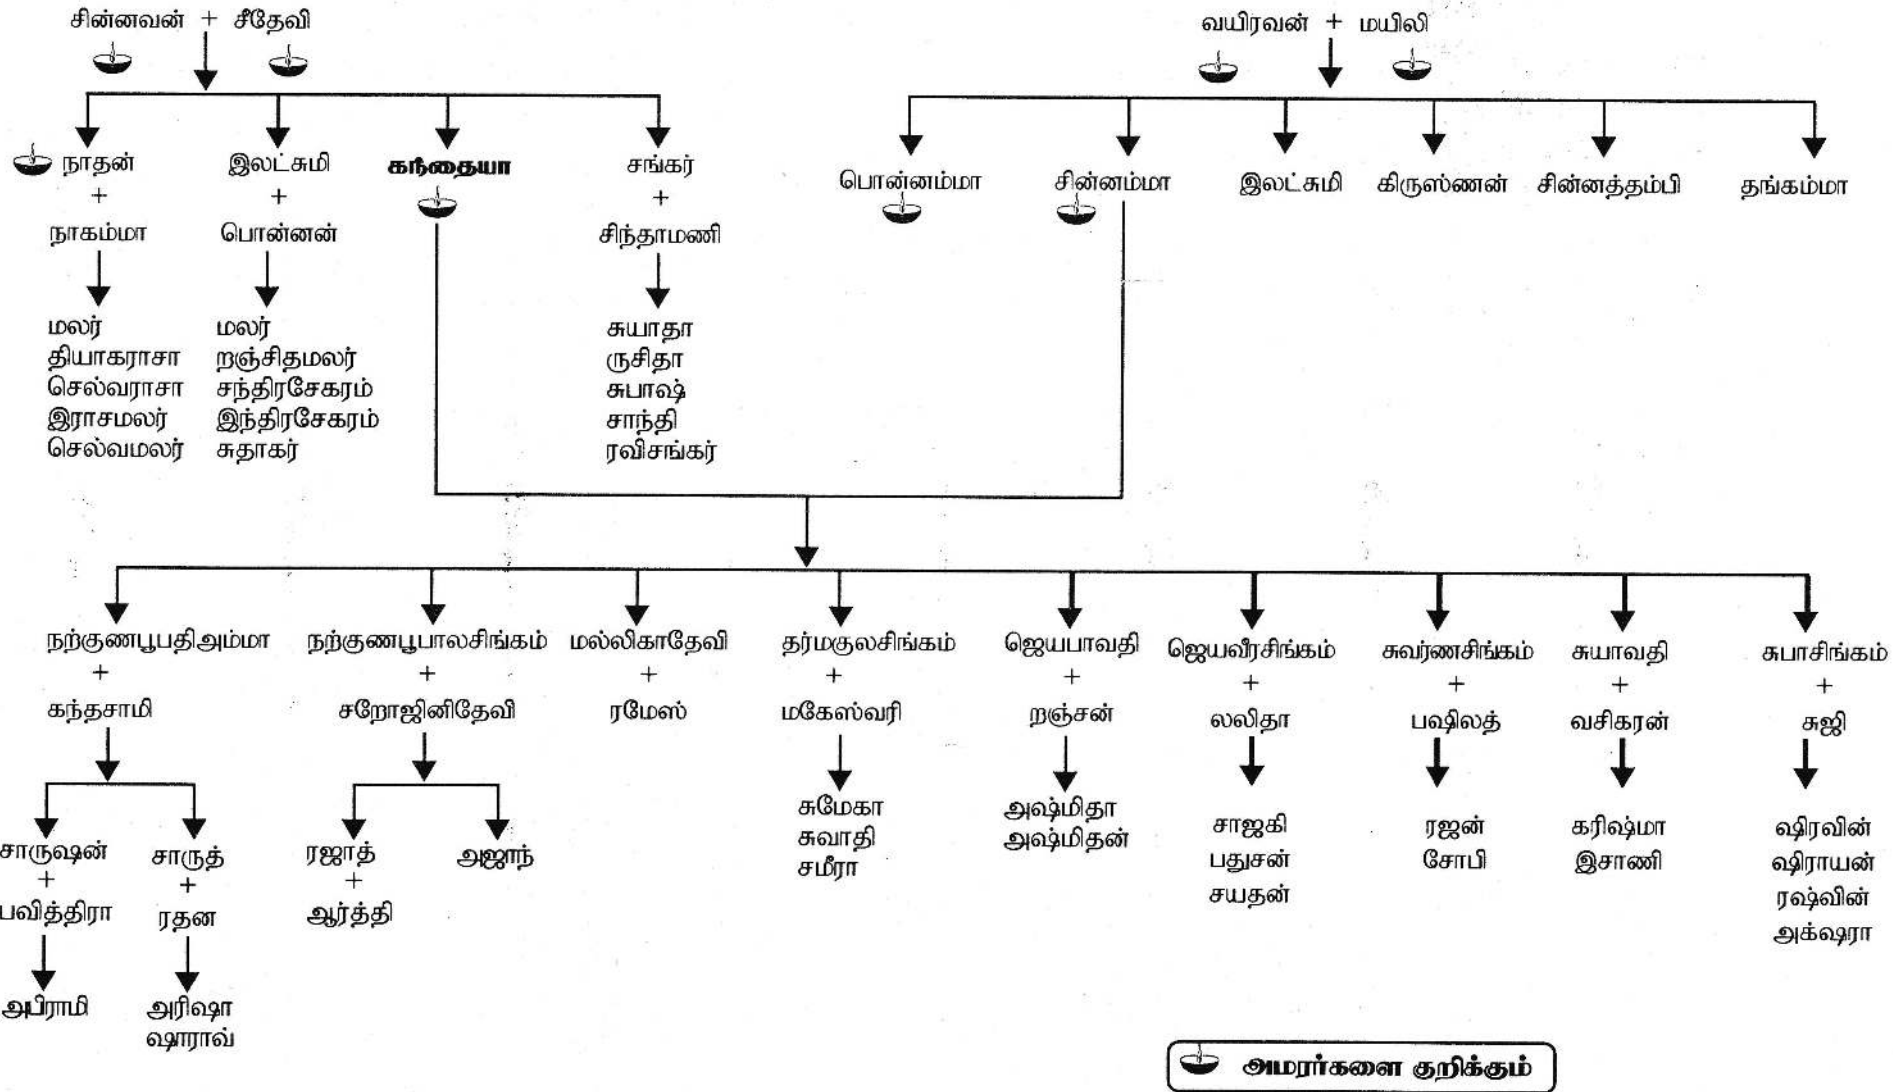 சின்னவன் + சீதேவி
வயிரவன் + மயிலி
நாதன்
+
நாகம்மா
மலர்
தியாகராசா
செல்வராசா
இராசமலர்
செல்வமலர்
இலட்சுமி
+
பொன்னன்
மலர்
றஞ்சிதமலர்
சந்திரசேகரம்
இந்திரசேகரம்
சுதாகர்
கந்தையா
சங்கர்
+
சிந்தாமணி
சுயாதா
ருசிதா
சுபாஷ்
சாந்தி
ரவிசங்கர்
பொன்னம்மா
சின்னம்மா
இலட்சுமி
கிருஸ்ணன்
சின்னத்தம்பி
தங்கம்மா
நற்குணபூபதிஅம்மா
+
கந்தசாமி
சாருஷன்
+
பவித்திரா
அபிராமி
சாருத்
+
ரதன
அரிஷா
ஷாராவ்
நற்குணபூபாலசிங்கம்
+
சறோஜினிதேவி
ரஜாத்
+
ஆர்த்தி
அஜாந்
மல்லிகாதேவி
+
ரமேஸ்
தர்மகுலசிங்கம்
+
மகேஸ்வரி
சுமேகா
சுவாதி
சமீரா
ஜெயபாவதி
+
றஞ்சன்
அஷ்மிதா
அஷ்மிதன்
ஜெயவீரசிங்கம்
+
லலிதா
சாஜகி
பதுசன்
சயதன்
சுவர்ணசிங்கம்
+
பஷிலத்
ரஜன்
சோபி
சுயாவதி
+
வசிகரன்
கரிஷ்மா
இசாணி
சுபாசிங்கம்
+
சுஜி
ஷிரவின்
ஷிராயன்
ரஷ்வின்
அக்ஷரா
அமரர்களை குறிக்கும்